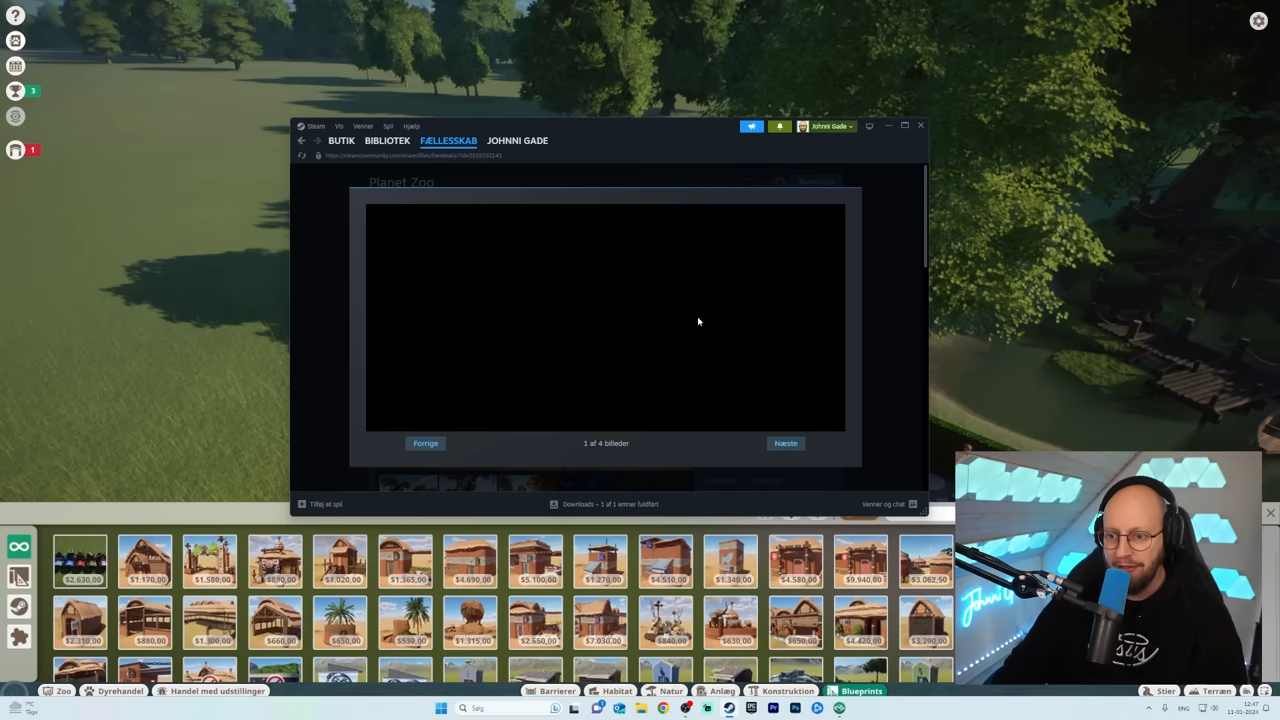 3
1
Steam Vis Venner Spil Hjælp
Johnni Gade
BUTIK BIBLIOTEK FÆLLESSKAB JOHNNI GADE
Planet Zoo
Forrige 1 af 4 billeder Næste
Tilføj et spil Downloads – 1 af 1 emner fuldført Venner og chat
$2.630,00 $1.170,00 $1.580,00 $890,00 $1.020,00 $1.365,00 $4.690,00 $5.100,00 $1.270,00 $4.510,00 $1.340,00 $4.580,00 $9.940,00 $3.062,50
$2.310,00 $880,00 $1.300,00 $660,00 $650,00 $530,00 $1.315,00 $2.650,00 $7.030,00 $840,00 $630,00 $650,00 $4.420,00 $3.290,00
Zoo Dyrehandel Handel med udstillinger Barrierer Habitat Natur Anlæg Konstruktion Blueprints Stier Terræn
1°C
Tåge
Søg
ENG
12:47
11-01-2024